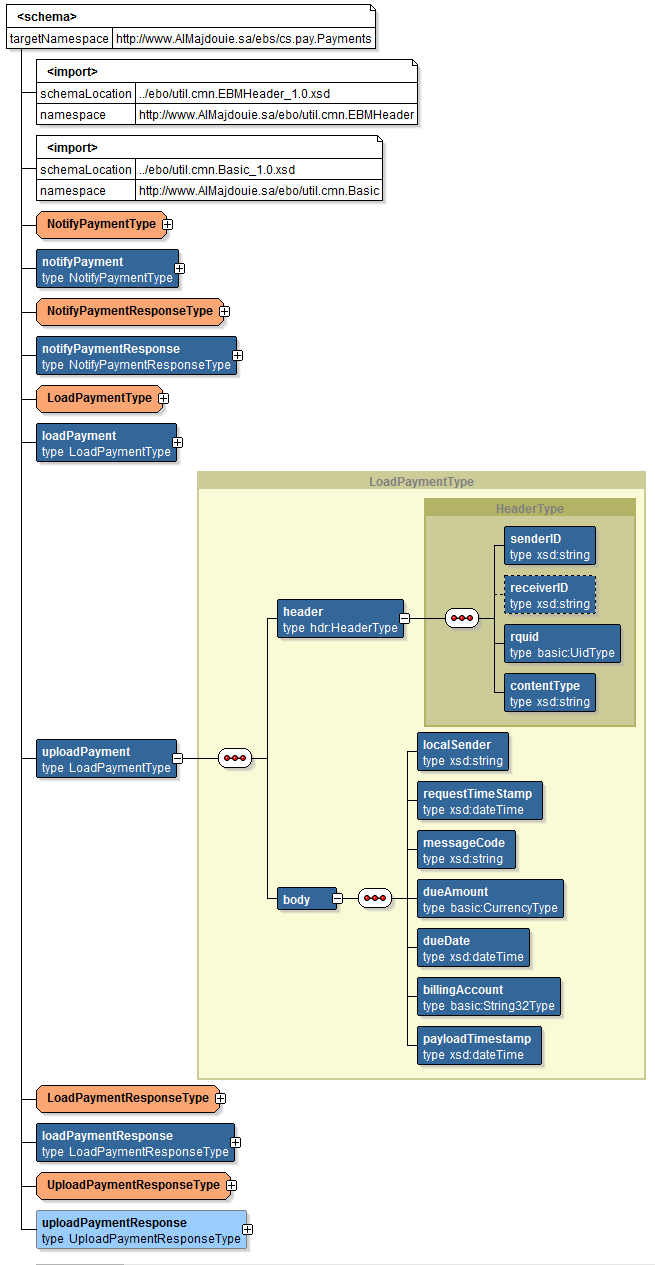 <schema>
targetNamespace http://www.AlMajdouie.sa/ebs/cs.pay.Payments
<import>
schemaLocation ../ebo/util.cmn.EBMHeader_1.0.xsd
namespace http://www.AlMajdouie.sa/ebo/util.cmn.EBMHeader
<import>
schemaLocation ../ebo/util.cmn.Basic_1.0.xsd
namespace http://www.AlMajdouie.sa/ebo/util.cmn.Basic
NotifyPaymentType
notifyPayment
type NotifyPaymentType
NotifyPaymentResponseType
notifyPaymentResponse
type NotifyPaymentResponseType
LoadPaymentType
loadPayment
type LoadPaymentType
LoadPaymentType
HeaderType
senderID
type xsd:string
receiverID
type xsd:string
header
type hdr:HeaderType
rquid
type basic:UidType
contentType
type xsd:string
uploadPayment
type LoadPaymentType
localSender
type xsd:string
requestTimeStamp
type xsd:dateTime
messageCode
type xsd:string
body
dueAmount
type basic:CurrencyType
dueDate
type xsd:dateTime
billingAccount
type basic:String32Type
payloadTimestamp
type xsd:dateTime
LoadPaymentResponseType
loadPaymentResponse
type LoadPaymentResponseType
UploadPaymentResponseType
uploadPaymentResponse
type UploadPaymentResponseType